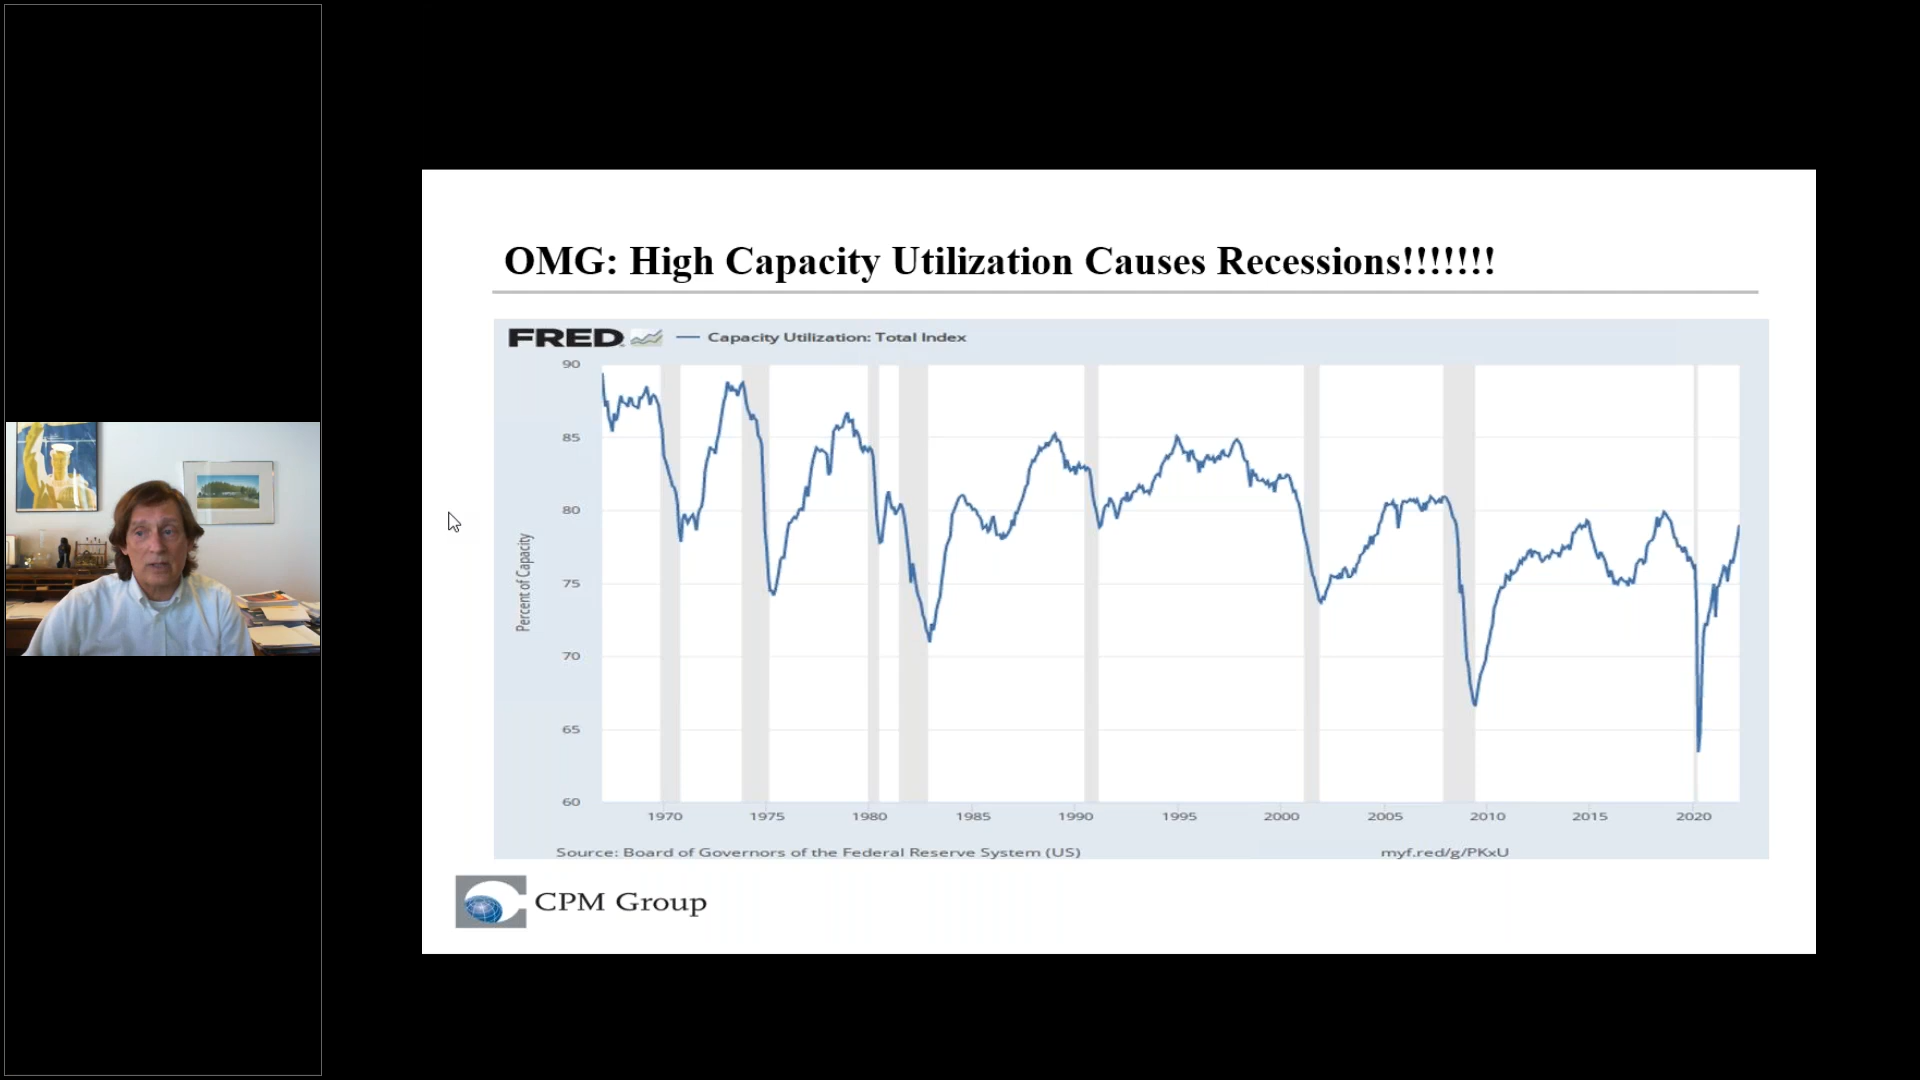 OMG: High Capacity Utilization Causes Recessions!!!!!!!
FRED
Capacity Utilization: Total Index
90
85
80
75
70
65
60
Percent of Capacity
1970 1975 1980 1985 1990 1995 2000 2005 2010 2015 2020
Source: Board of Governors of the Federal Reserve System (US)
myf.red/g/PKxU
CPM Group